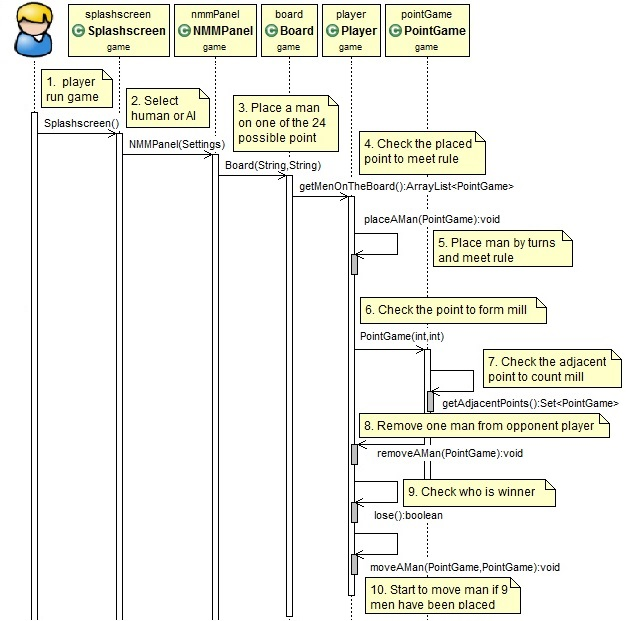 splashscreen
C Splashscreen
game
nmmPanel
C NMMPanel
game
board
C Board
game
player
C Player
game
pointGame
C PointGame
game
1. player
run game
Splashscreen()
2. Select
human or AI
NMMPanel(Settings)
3. Place a man
on one of the 24
possible point
Board(String,String)
4. Check the placed
point to meet rule
getMenOnTheBoard():ArrayList<PointGame>
placeAMan(PointGame):void
5. Place man by turns
and meet rule
6. Check the point to form mill
PointGame(int,int)
7. Check the adjacent
point to count mill
getAdjacentPoints():Set<PointGame>
8. Remove one man from opponent player
removeAMan(PointGame):void
9. Check who is winner
lose():boolean
moveAMan(PointGame,PointGame):void
10. Start to move man if 9
men have been placed